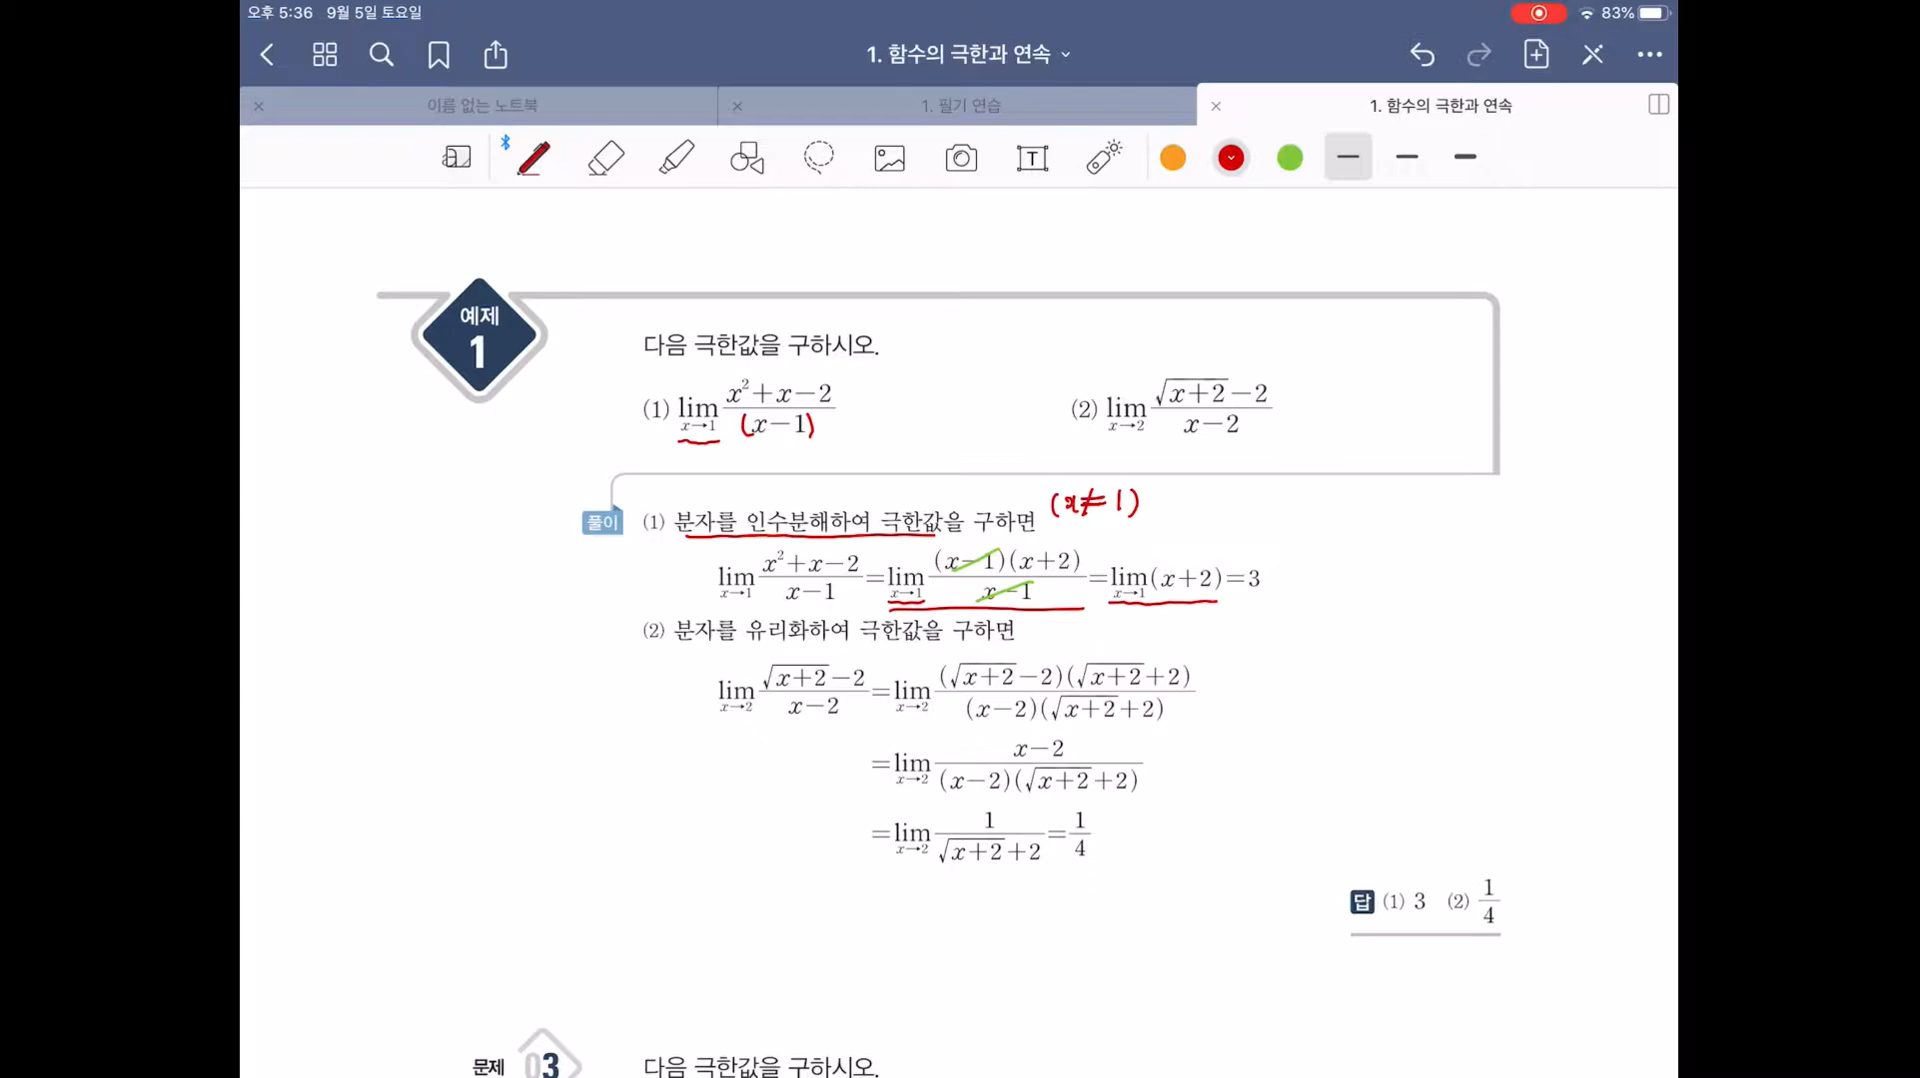 오후 5:36 9월 5일 토요일 83%
1. 함수의 극한과 연속
이름 없는 노트북 1. 필기 연습 1. 함수의 극한과 연속
예제 1
다음 극한값을 구하시오.
(1) lim x→1 (x²+x−2)/(x−1) (2) lim x→2 (√(x+2)−2)/(x−2)
(x≠1)
풀이 (1) 분자를 인수분해하여 극한값을 구하면
lim x→1 (x²+x−2)/(x−1) = lim x→1 ((x−1)(x+2))/(x−1) = lim x→1 (x+2) = 3
(2) 분자를 유리화하여 극한값을 구하면
lim x→2 (√(x+2)−2)/(x−2) = lim x→2 ((√(x+2)−2)(√(x+2)+2))/((x−2)(√(x+2)+2))
= lim x→2 (x−2)/((x−2)(√(x+2)+2))
= lim x→2 1/(√(x+2)+2) = 1/4
답 (1) 3 (2) 1/4
문제 03 다음 극한값을 구하시오.